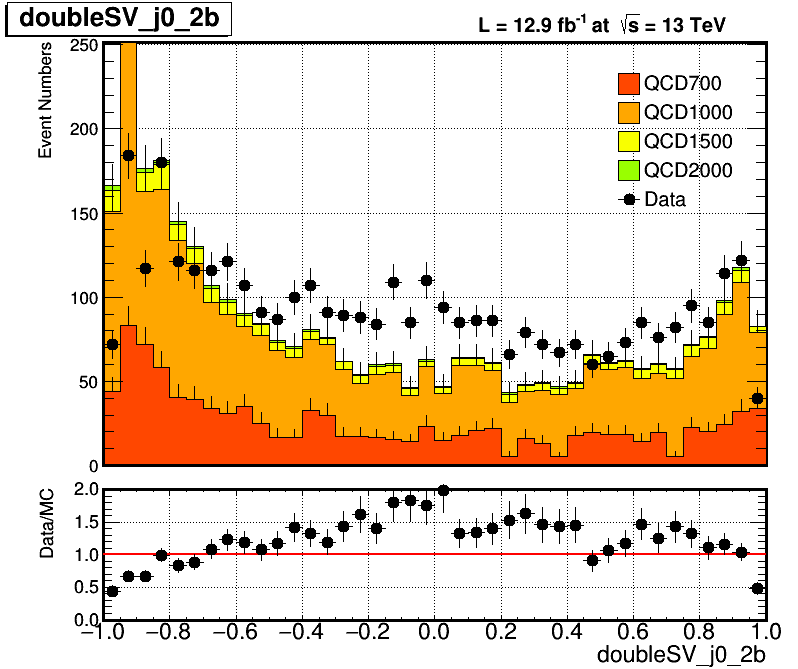 doubleSV_j0_2b
L = 12.9 fb-1 at √s = 13 TeV
Event Numbers
250
200
150
100
50
0
QCD700
QCD1000
QCD1500
QCD2000
Data
Data/MC
2.0
1.5
1.0
0.5
0.0
−1.0 −0.8 −0.6 −0.4 −0.2 0.0 0.2 0.4 0.6 0.8 1.0
doubleSV_j0_2b